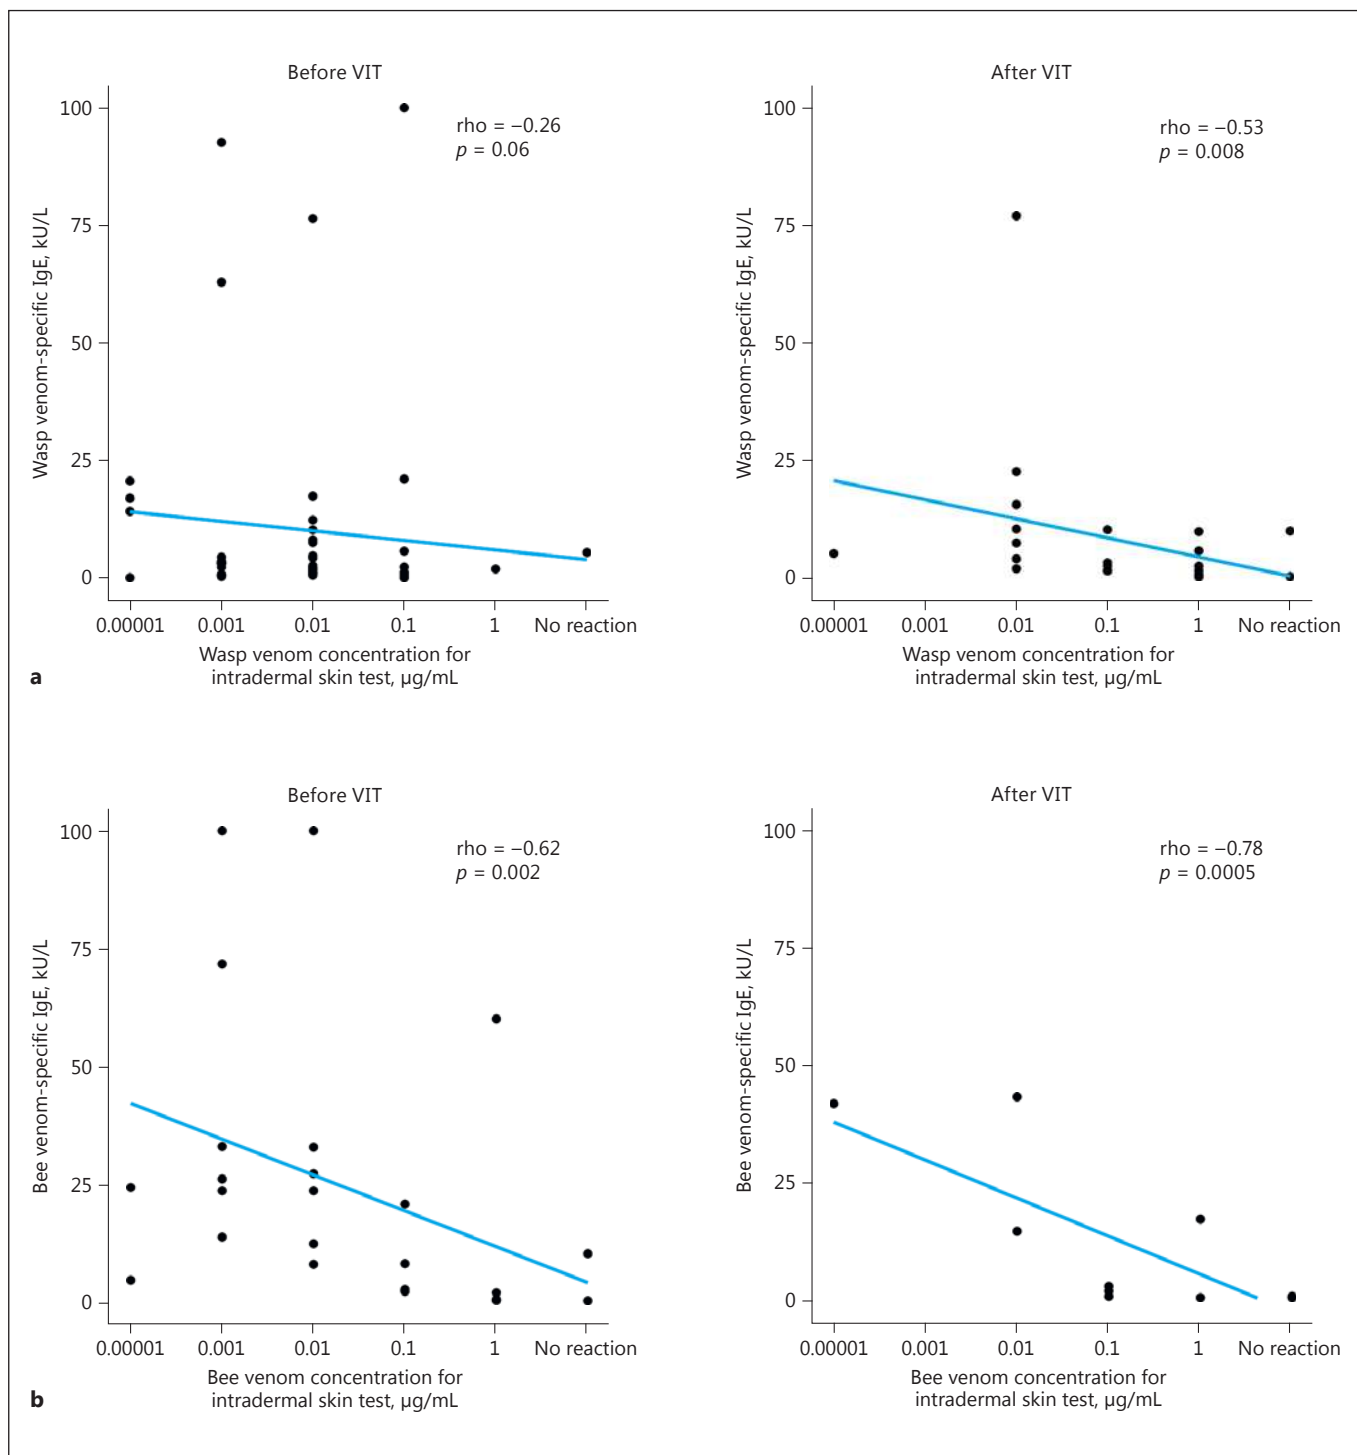 Before VIT
100
75
50
25
0
Wasp venom-specific IgE, kU/L
rho = –0.26
p = 0.06
0.00001 0.001 0.01 0.1 1 No reaction
Wasp venom concentration for
intradermal skin test, µg/mL
After VIT
100
75
50
25
0
Wasp venom-specific IgE, kU/L
rho = –0.53
p = 0.008
0.00001 0.001 0.01 0.1 1 No reaction
Wasp venom concentration for
intradermal skin test, µg/mL
a
Before VIT
100
75
50
25
0
Bee venom-specific IgE, kU/L
rho = –0.62
p = 0.002
0.00001 0.001 0.01 0.1 1 No reaction
Bee venom concentration for
intradermal skin test, µg/mL
After VIT
100
75
50
25
0
Bee venom-specific IgE, kU/L
rho = –0.78
p = 0.0005
0.00001 0.001 0.01 0.1 1 No reaction
Bee venom concentration for
intradermal skin test, µg/mL
b